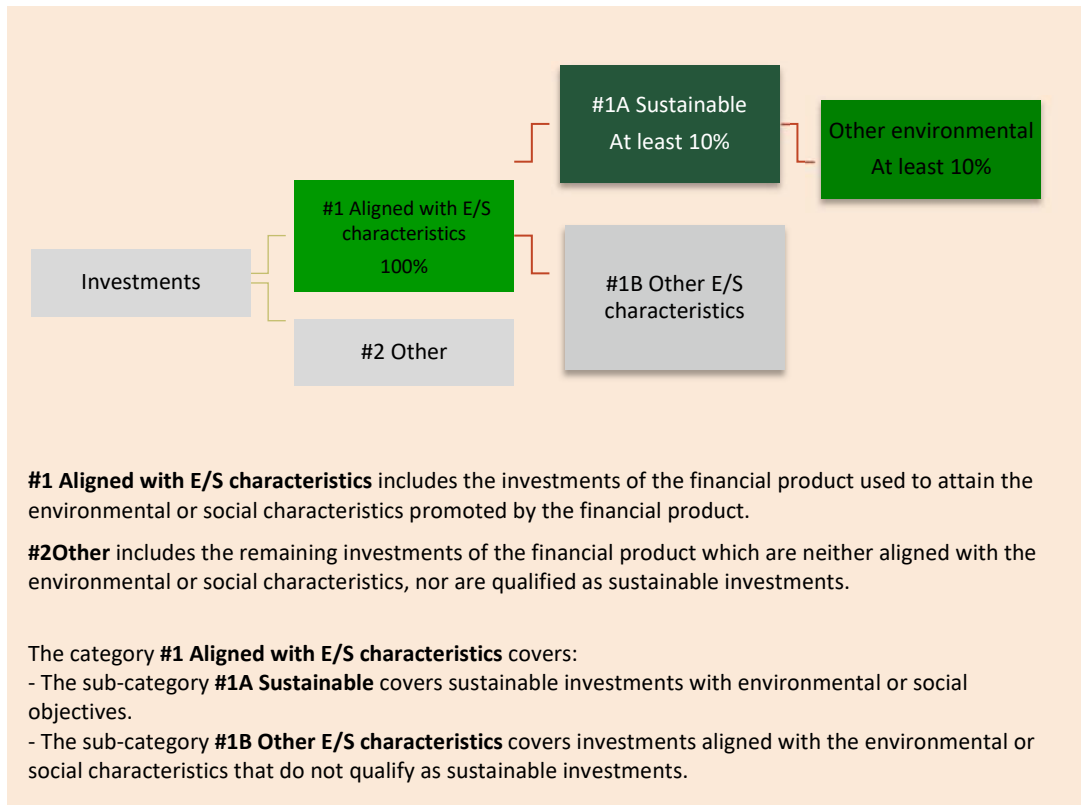 #1A Sustainable
At least 10%
Other environmental
At least 10%
#1 Aligned with E/S
characteristics
100%
Investments
#1B Other E/S
characteristics
#2 Other
#1 Aligned with E/S characteristics includes the investments of the financial product used to attain the
environmental or social characteristics promoted by the financial product.
#2Other includes the remaining investments of the financial product which are neither aligned with the
environmental or social characteristics, nor are qualified as sustainable investments.
The category #1 Aligned with E/S characteristics covers:
- The sub-category #1A Sustainable covers sustainable investments with environmental or social
objectives.
- The sub-category #1B Other E/S characteristics covers investments aligned with the environmental or
social characteristics that do not qualify as sustainable investments.